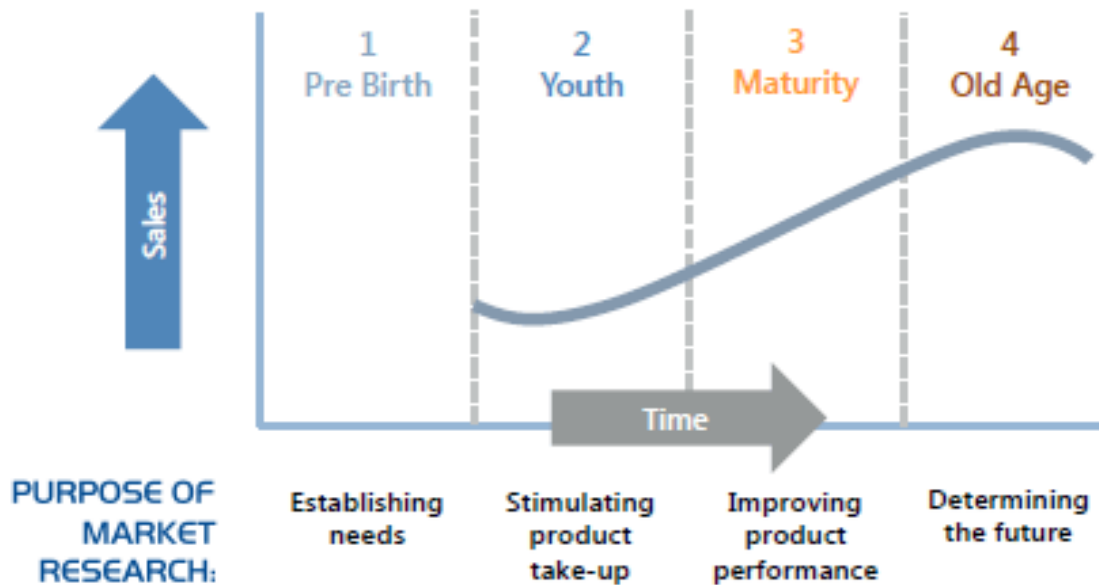 1
Pre Birth
2
Youth
3
Maturity
4
Old Age
Sales
Time
PURPOSE OF
MARKET
RESEARCH:
Establishing
needs
Stimulating
product
take-up
Improving
product
performance
Determining
the future